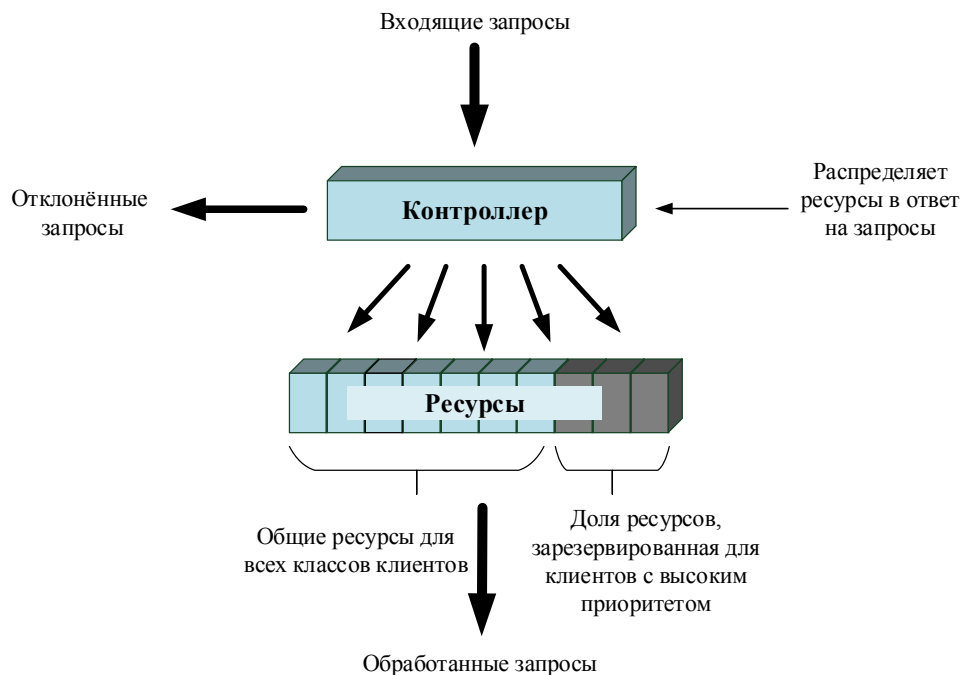 Входящие запросы
Отклонённые
запросы
Контроллер
Распределяет
ресурсы в ответ
на запросы
Ресурсы
Общие ресурсы для
всех классов клиентов
Доля ресурсов,
зарезервированная для
клиентов с высоким
приоритетом
Обработанные запросы